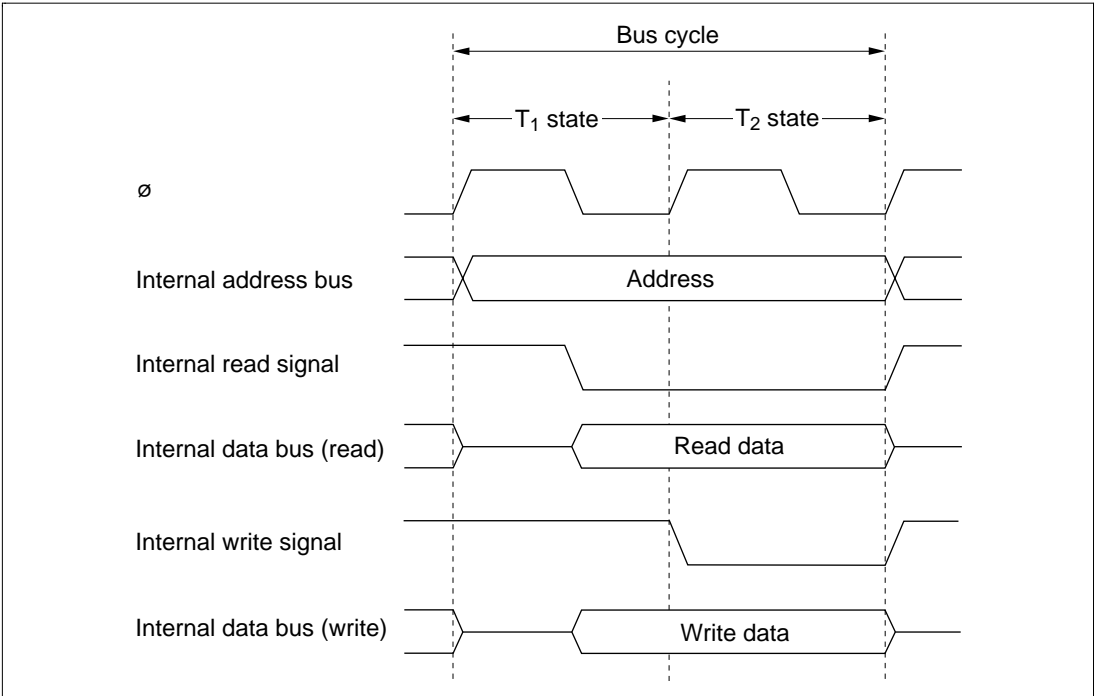 Bus cycle
T1 state
T2 state
ø
Internal address bus
Address
Internal read signal
Internal data bus (read)
Read data
Internal write signal
Internal data bus (write)
Write data